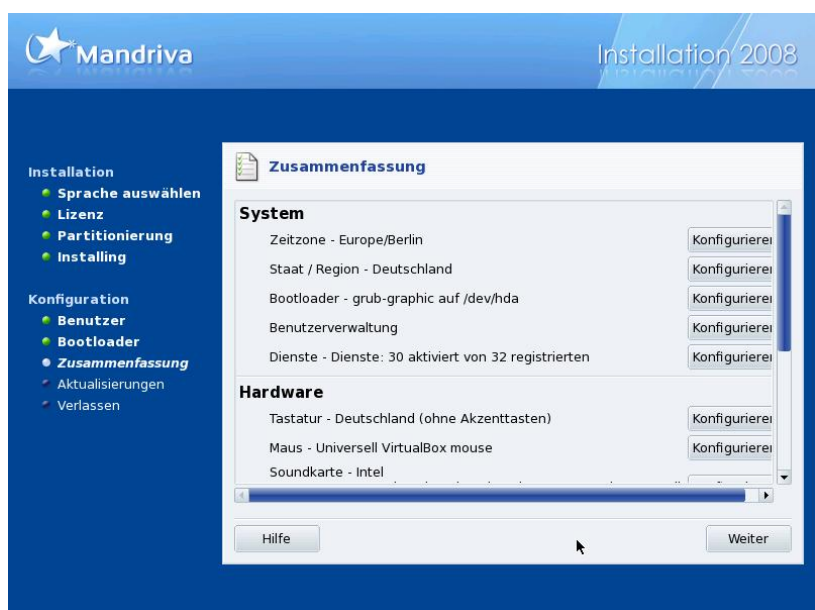 Mandriva
Installation 2008
Installation
Sprache auswählen
Lizenz
Partitionierung
Installing
Konfiguration
Benutzer
Bootloader
Zusammenfassung
Aktualisierungen
Verlassen
Zusammenfassung
System
Zeitzone - Europe/Berlin Konfigurieren
Staat / Region - Deutschland Konfigurieren
Bootloader - grub-graphic auf /dev/hda Konfigurieren
Benutzerverwaltung Konfigurieren
Dienste - Dienste: 30 aktiviert von 32 registrierten Konfigurieren
Hardware
Tastatur - Deutschland (ohne Akzenttasten) Konfigurieren
Maus - Universell VirtualBox mouse Konfigurieren
Soundkarte - Intel
Hilfe Weiter